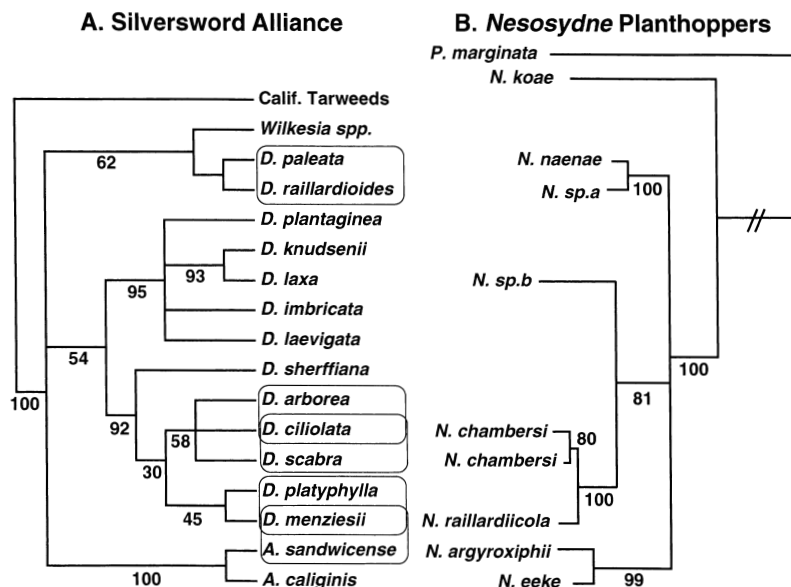 A. Silversword Alliance
Calif. Tarweeds
Wilkesia spp.
62
D. paleata
D. raillardioides
D. plantaginea
D. knudsenii
93
D. laxa
95
D. imbricata
D. laevigata
54
D. sherffiana
100
D. arborea
92
D. ciliolata
58
D. scabra
30
D. platyphylla
45
D. menziesii
A. sandwicense
100
A. caliginis
B. Nesosydne Planthoppers
P. marginata
N. koae
N. naenae
100
N. sp.a
N. sp.b
100
81
N. chambersi
80
N. chambersi
100
N. raillardiicola
N. argyroxiphii
99
N. eeke